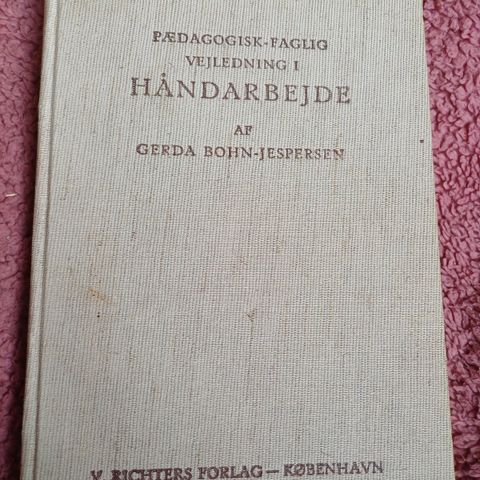 PÆDAGOGISK-FAGLIG
VEJLEDNING I
HÅNDARBEJDE
AF
GERDA BOHN-JESPERSEN
V. RICHTERS FORLAG — KØBENHAVN